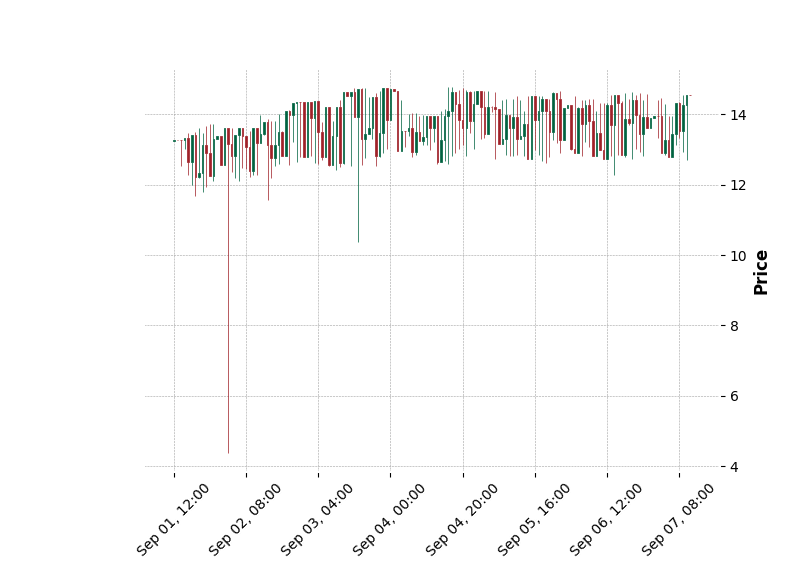 14
12
10
8
6
4
Price
Sep 01, 12:00
Sep 02, 08:00
Sep 03, 04:00
Sep 04, 00:00
Sep 04, 20:00
Sep 05, 16:00
Sep 06, 12:00
Sep 07, 08:00